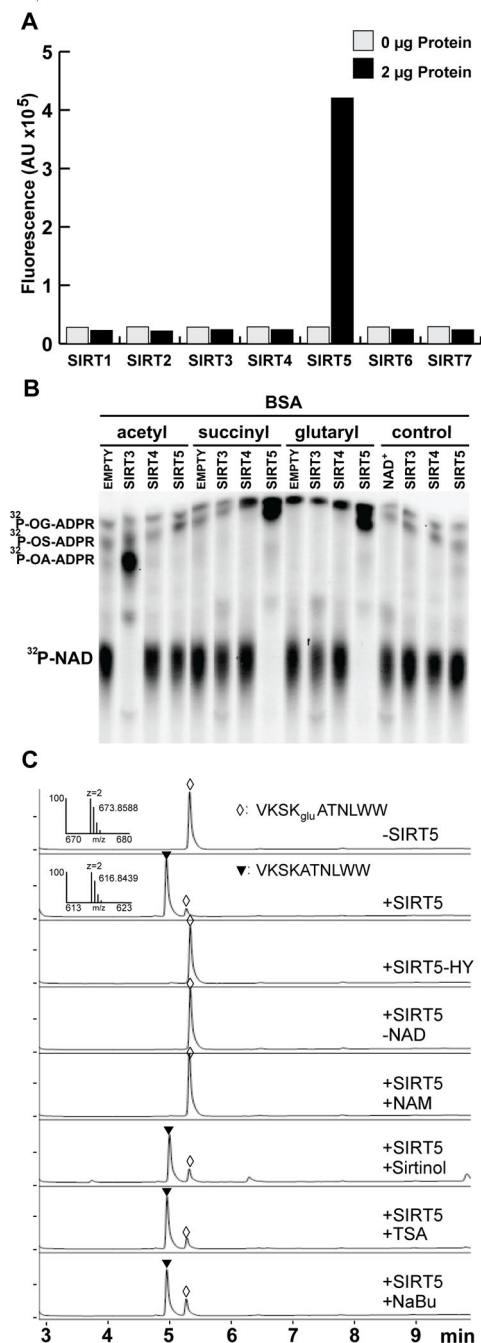 A
0 µg Protein
2 µg Protein
Fluorescence (AU x10⁵)
5
4
3
2
1
0
SIRT1 SIRT2 SIRT3 SIRT4 SIRT5 SIRT6 SIRT7
B
BSA
acetyl succinyl glutaryl control
EMPTY SIRT3 SIRT4 SIRT5 EMPTY SIRT3 SIRT4 SIRT5 EMPTY SIRT3 SIRT4 SIRT5 NAD⁺ SIRT3 SIRT4 SIRT5
³²P-OG-ADPR
³²P-OS-ADPR
³²P-OA-ADPR
³²P-NAD
C
100 z=2 673.8588
670 m/z 680
◊: VKSKgluATNLWW
-SIRT5
100 z=2 616.8439
613 m/z 623
▼: VKSKATNLWW
+SIRT5
+SIRT5-HY
+SIRT5
-NAD
+SIRT5
+NAM
+SIRT5
+Sirtinol
+SIRT5
+TSA
+SIRT5
+NaBu
3 4 5 6 7 8 9 min